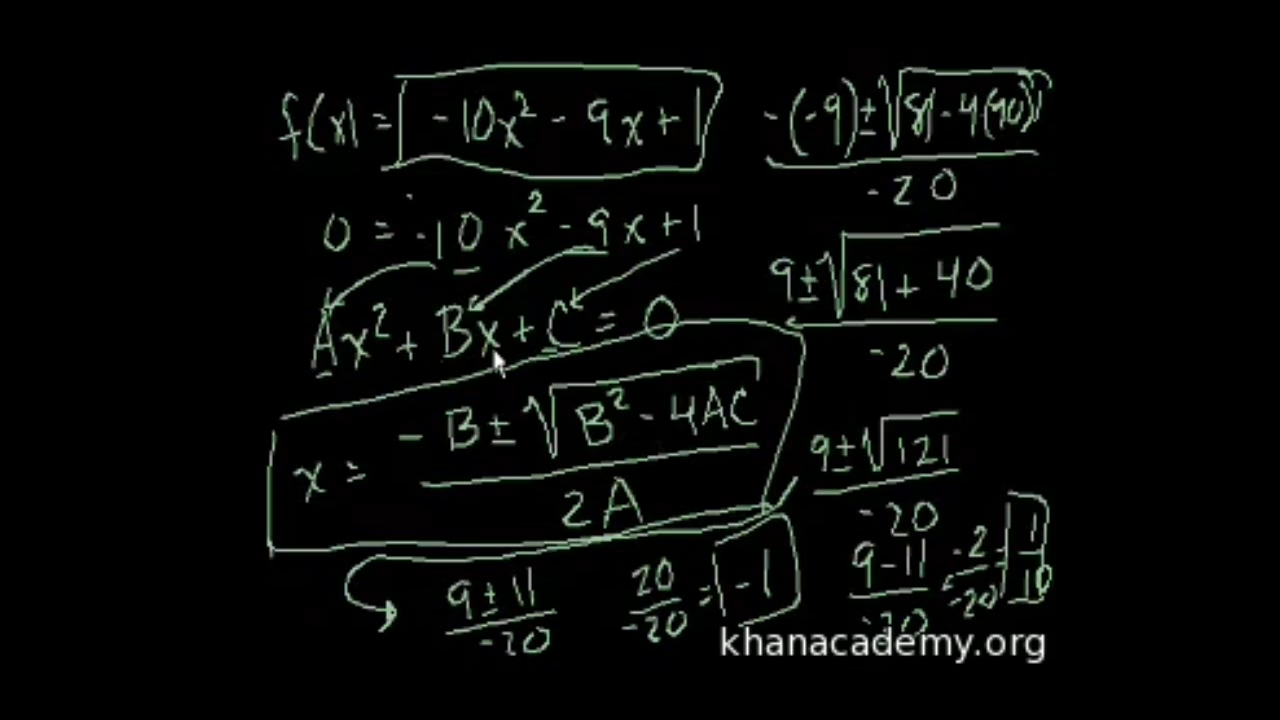 f(x) = -10x² - 9x + 1
0 = -10x² - 9x + 1
Ax² + Bx + C = 0
x = -B ± √(B² - 4AC) / 2A
-(-9) ± √(81 - 4(-10)) / -20
9 ± √(81 + 40) / -20
9 ± √121 / -20
9 ± 11 / -20
20 / -20 = -1
9 - 11 / -20 = -2 / -20 = 1 / 10
khanacademy.org